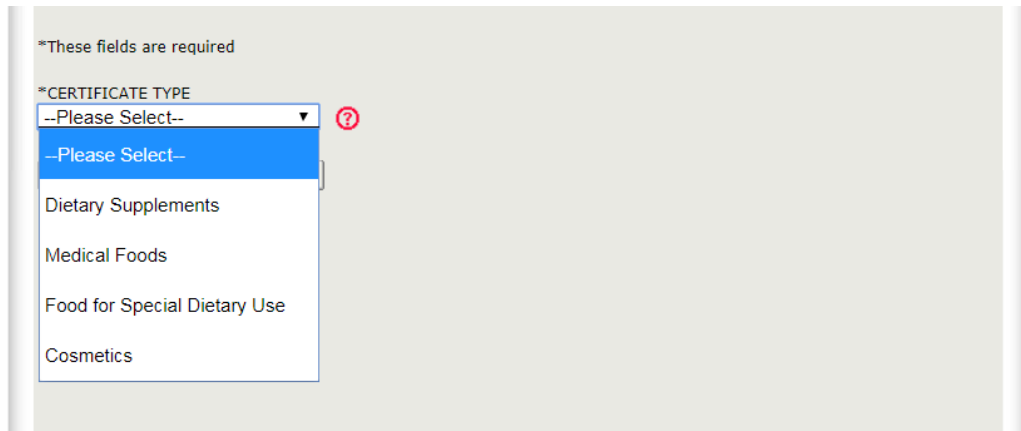 *These fields are required
*CERTIFICATE TYPE
--Please Select--
--Please Select--
Dietary Supplements
Medical Foods
Food for Special Dietary Use
Cosmetics